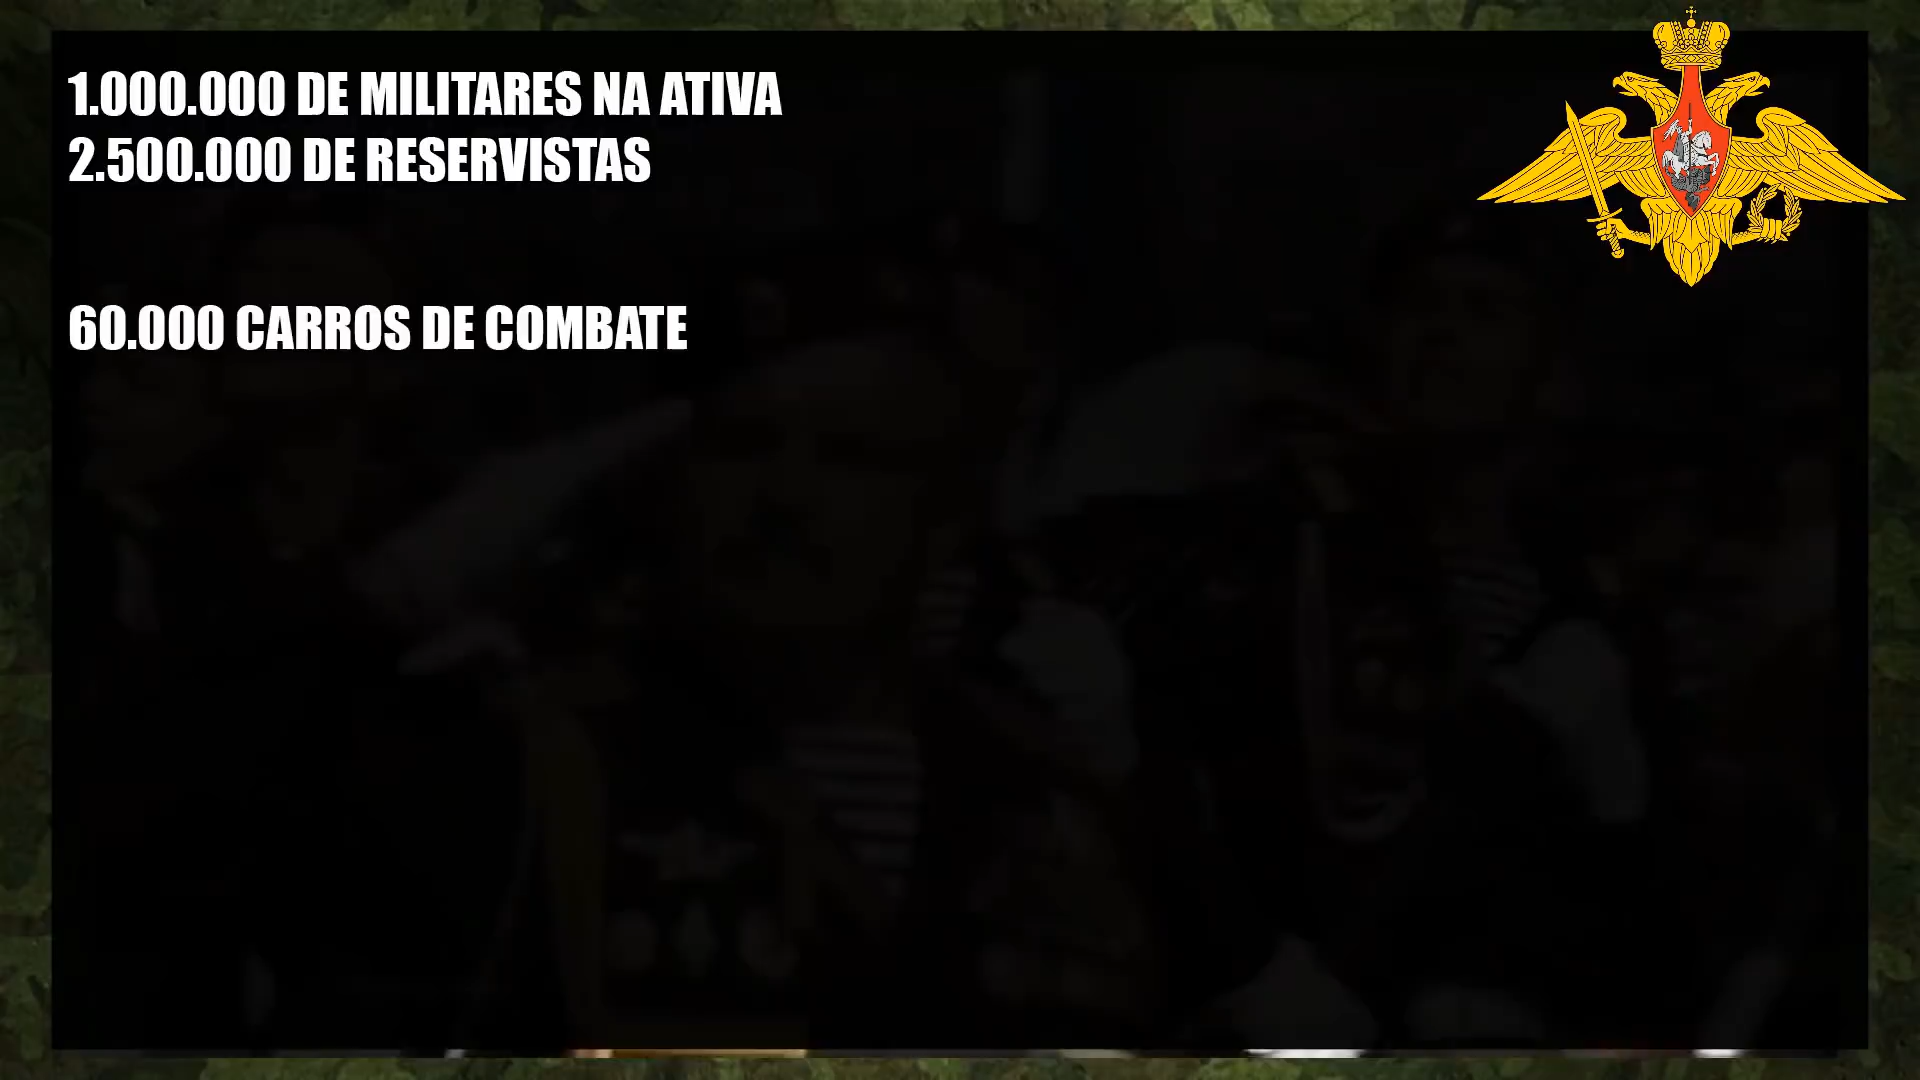 1.000.000 DE MILITARES NA ATIVA
2.500.000 DE RESERVISTAS
60.000 CARROS DE COMBATE